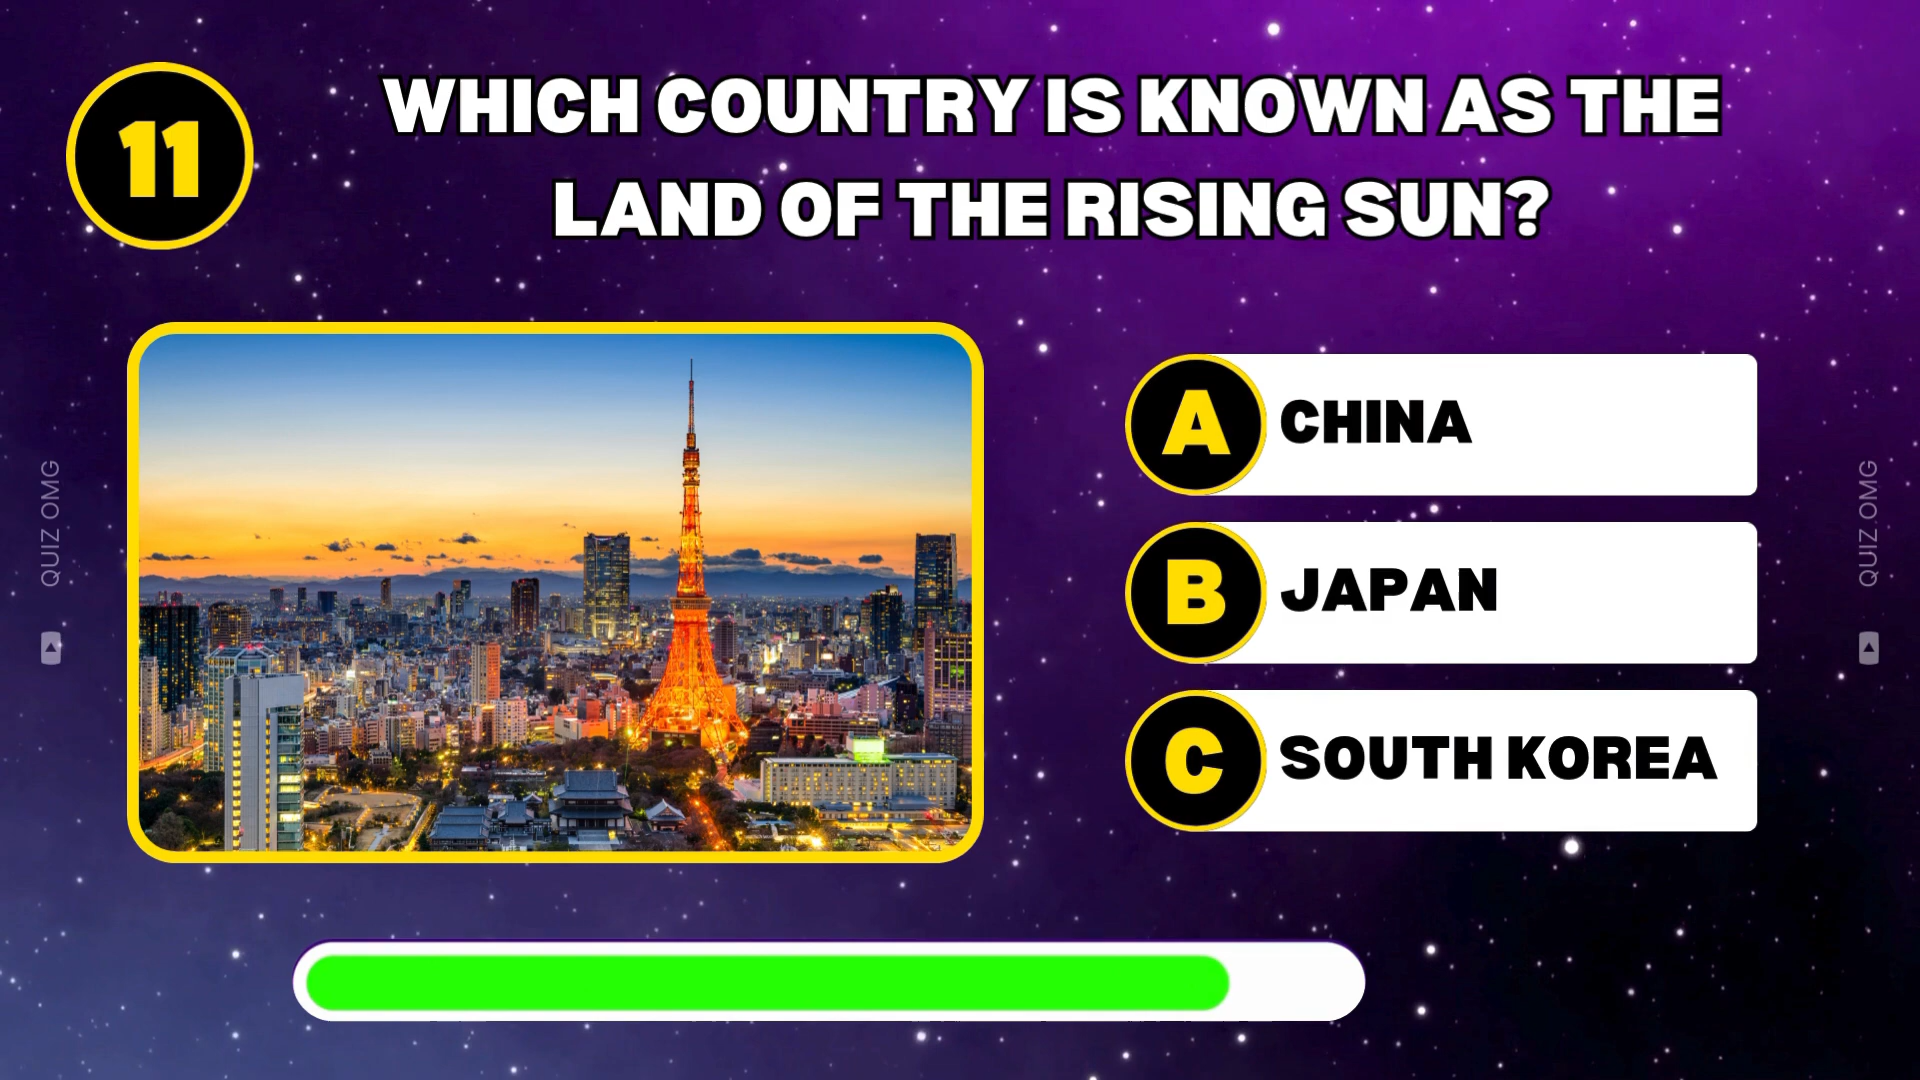 11
WHICH COUNTRY IS KNOWN AS THE
LAND OF THE RISING SUN?
A CHINA
B JAPAN
C SOUTH KOREA
QUIZ OMG
QUIZ OMG